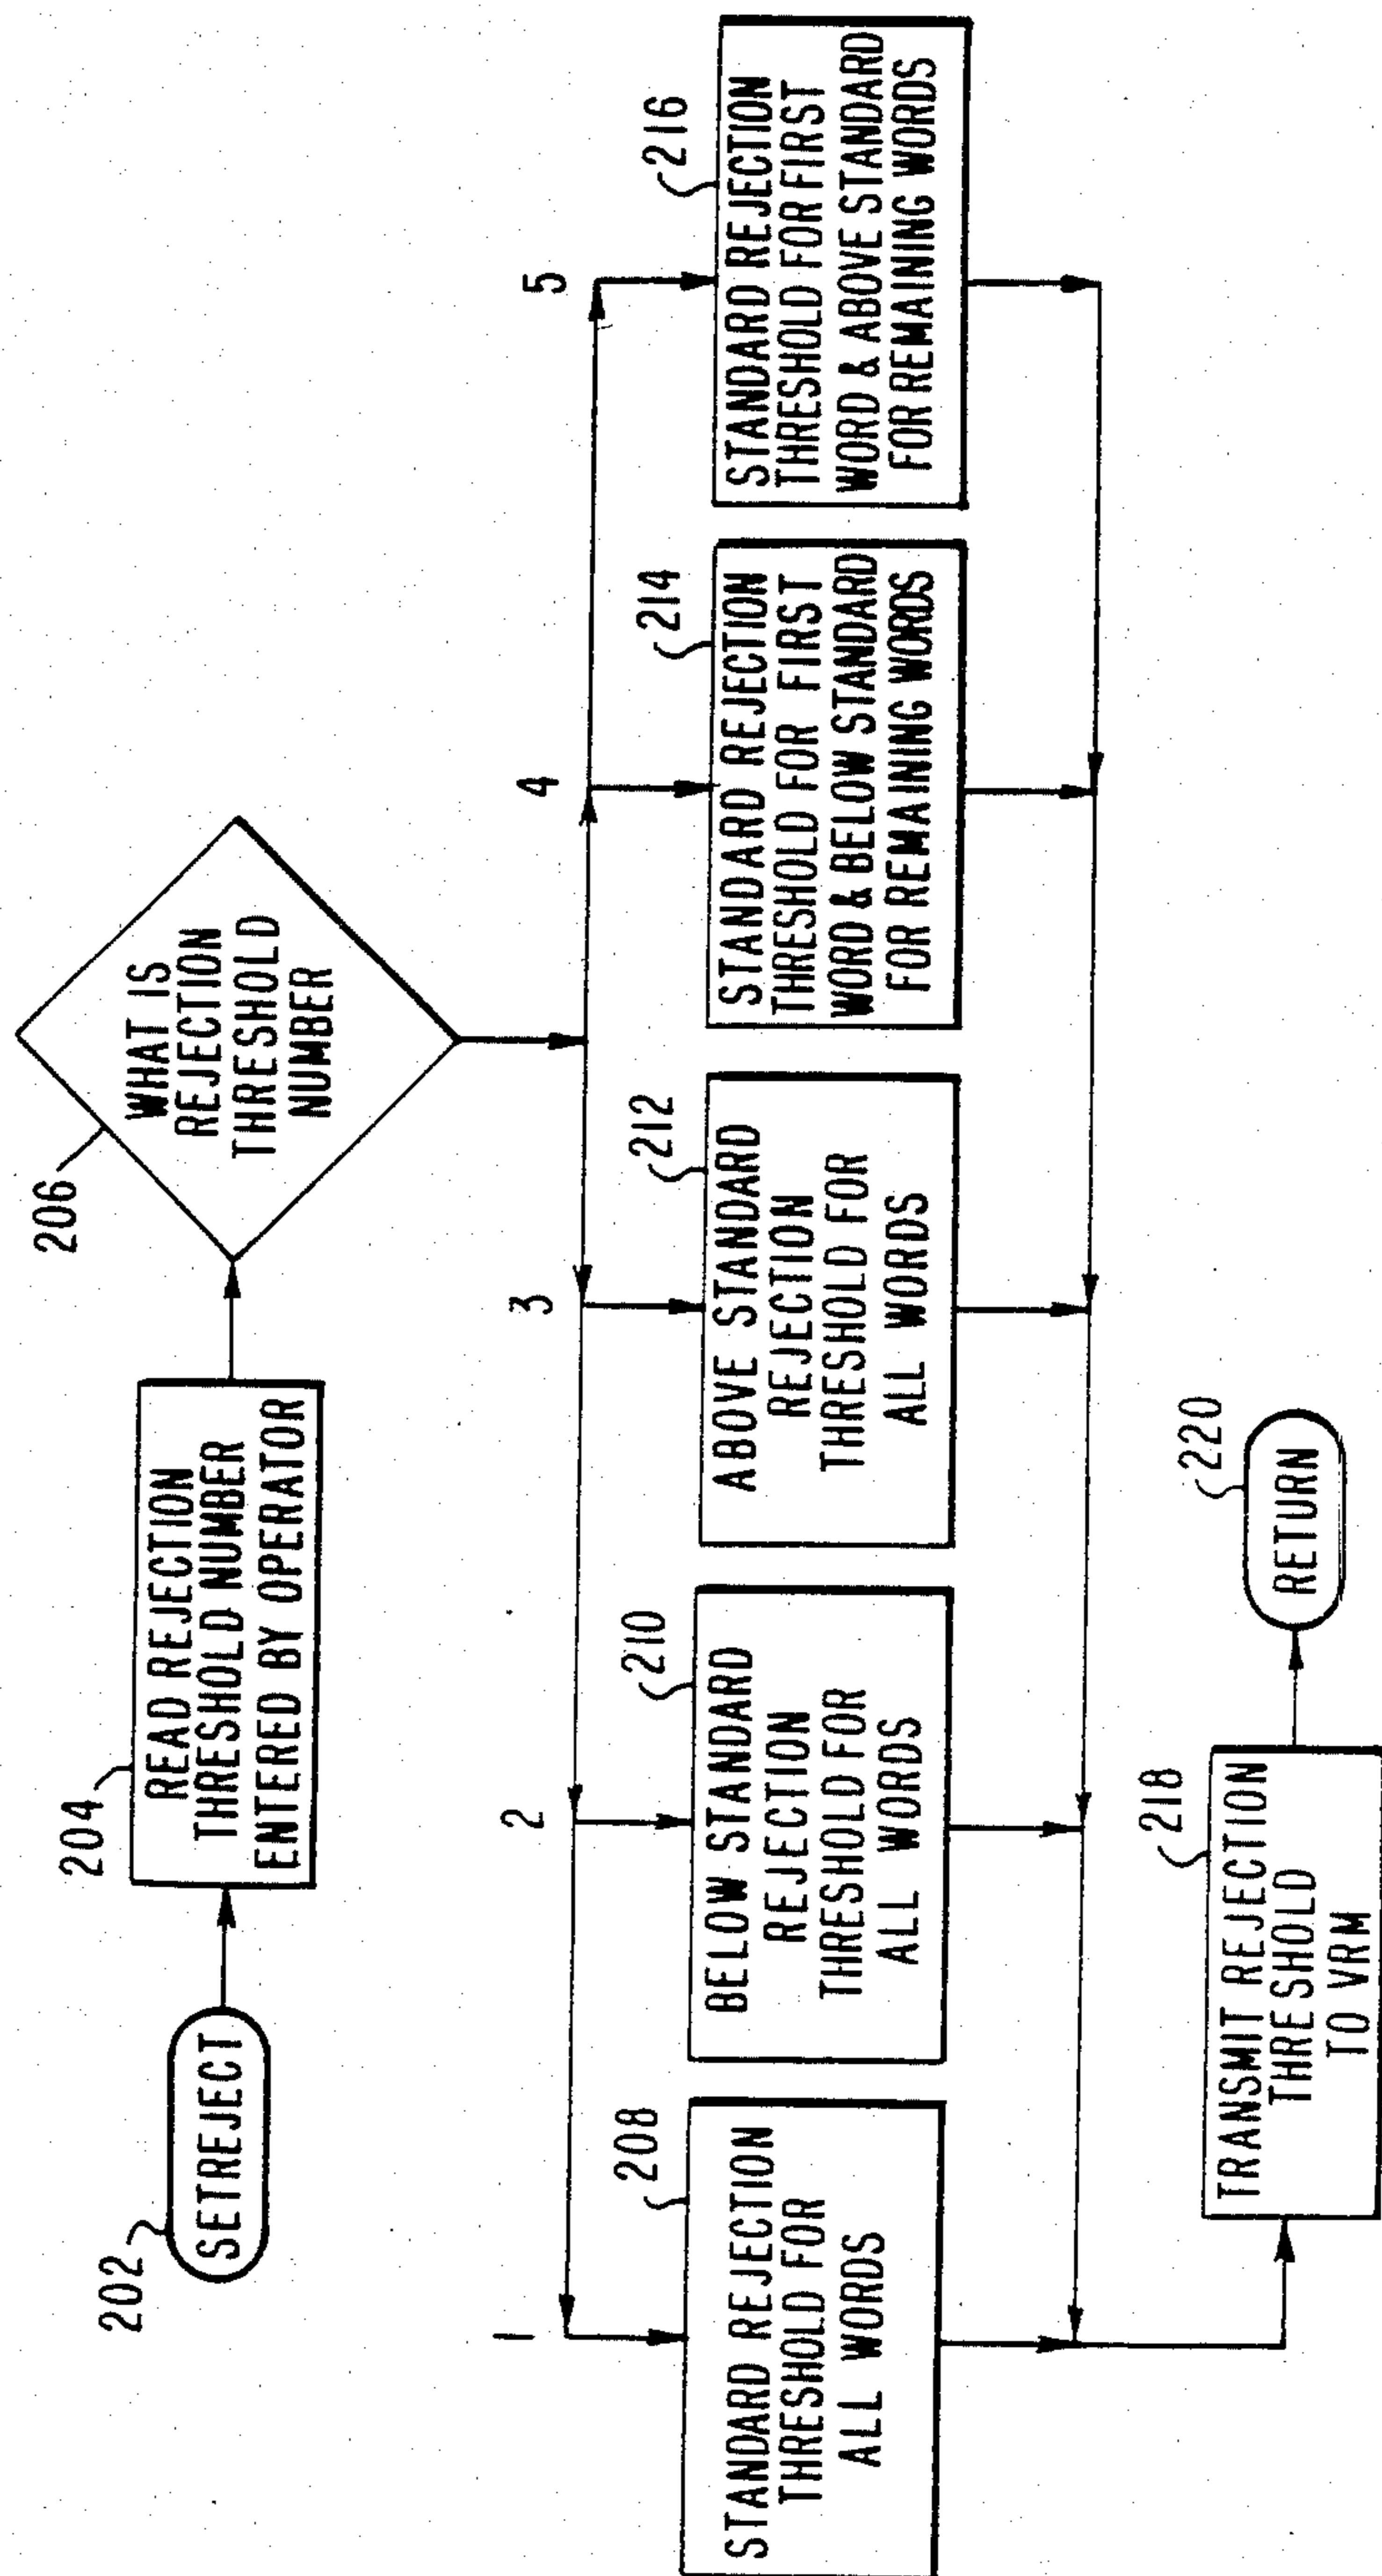 202
SETREJECT
204
READ REJECTION
THRESHOLD NUMBER
ENTERED BY OPERATOR
206
WHAT IS
REJECTION
THRESHOLD
NUMBER
1
2
3
4
5
208
STANDARD REJECTION
THRESHOLD FOR
ALL WORDS
210
BELOW STANDARD
REJECTION
THRESHOLD FOR
ALL WORDS
212
ABOVE STANDARD
REJECTION
THRESHOLD FOR
ALL WORDS
214
STANDARD REJECTION
THRESHOLD FOR FIRST
WORD & BELOW STANDARD
FOR REMAINING WORDS
216
STANDARD REJECTION
THRESHOLD FOR FIRST
WORD & ABOVE STANDARD
FOR REMAINING WORDS
218
TRANSMIT REJECTION
THRESHOLD
TO VRM
220
RETURN